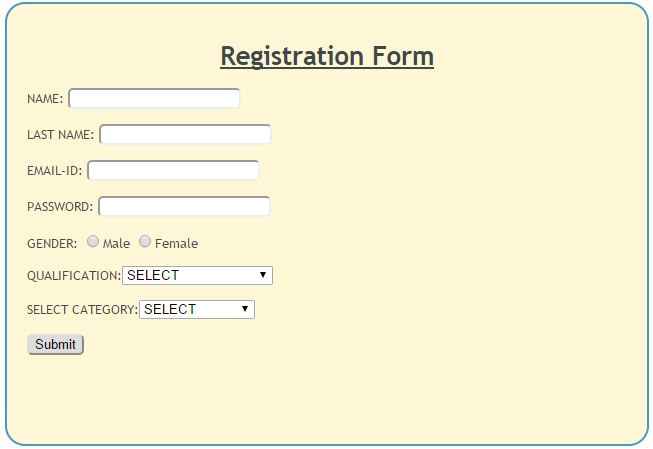 Registration Form
NAME:
LAST NAME:
EMAIL-ID:
PASSWORD:
GENDER: Male Female
QUALIFICATION: SELECT
SELECT CATEGORY: SELECT
Submit